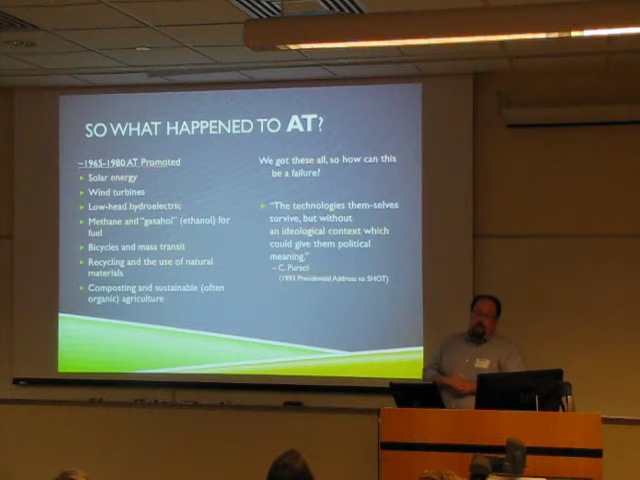 SO WHAT HAPPENED TO AT?
~1965-1980 AT Promoted
Solar energy
Wind turbines
Low-head hydroelectric
Methane and "gasahol" (ethanol) for
fuel
Bicycles and mass transit
Recycling and the use of natural
materials
Composting and sustainable (often
organic) agriculture
We got these all, so how can this
be a failure?
"The technologies them-selves
survive, but without
an ideological context which
could give them political
meaning."
– C. Pursell
(1993 Presidential Address to SHOT)